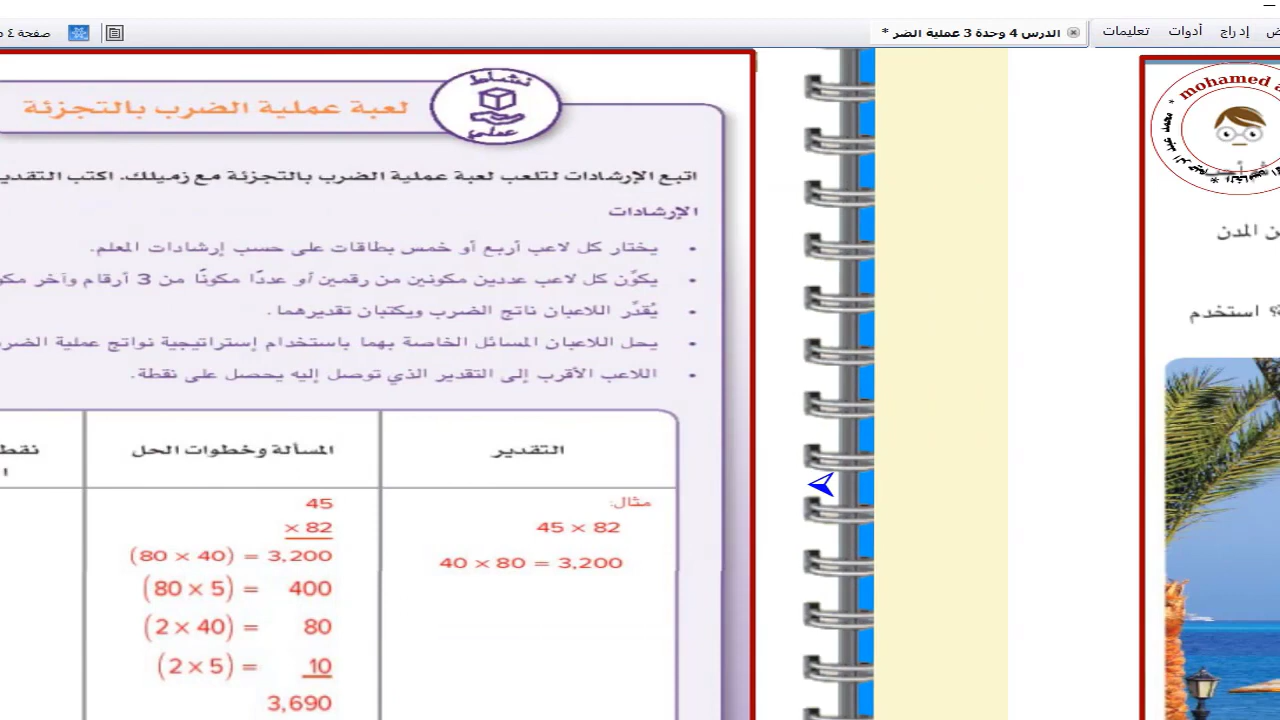 إدراج أدوات تعليمات
الدرس 4 وحدة 3 عملية الضر *
صفحة ٤
mohamed
ن المدن
ة؟ استخدم
نشاط
عملي
لعبة عملية الضرب بالتجزئة
اتبع الإرشادات لتلعب لعبة عملية الضرب بالتجزئة مع زميلك. اكتب التقدير
الإرشادات
• يختار كل لاعب أربع أو خمس بطاقات على حسب إرشادات المعلم.
• يكوِّن كل لاعب عددين مكونين من رقمين أو عددًا مكونًا من 3 أرقام وآخر مكو
• يُقدِّر اللاعبان ناتج الضرب ويكتبان تقديرهما.
• يحل اللاعبان المسائل الخاصة بهما باستخدام إستراتيجية نواتج عملية الضر
• اللاعب الأقرب إلى التقدير الذي توصل إليه يحصل على نقطة.
التقدير
المسألة وخطوات الحل
نقط
مثال:
45 × 82
40 × 80 = 3,200
45
× 82
(80 × 40) = 3,200
(80 × 5) = 400
(2 × 40) = 80
(2 × 5) = 10
3,690